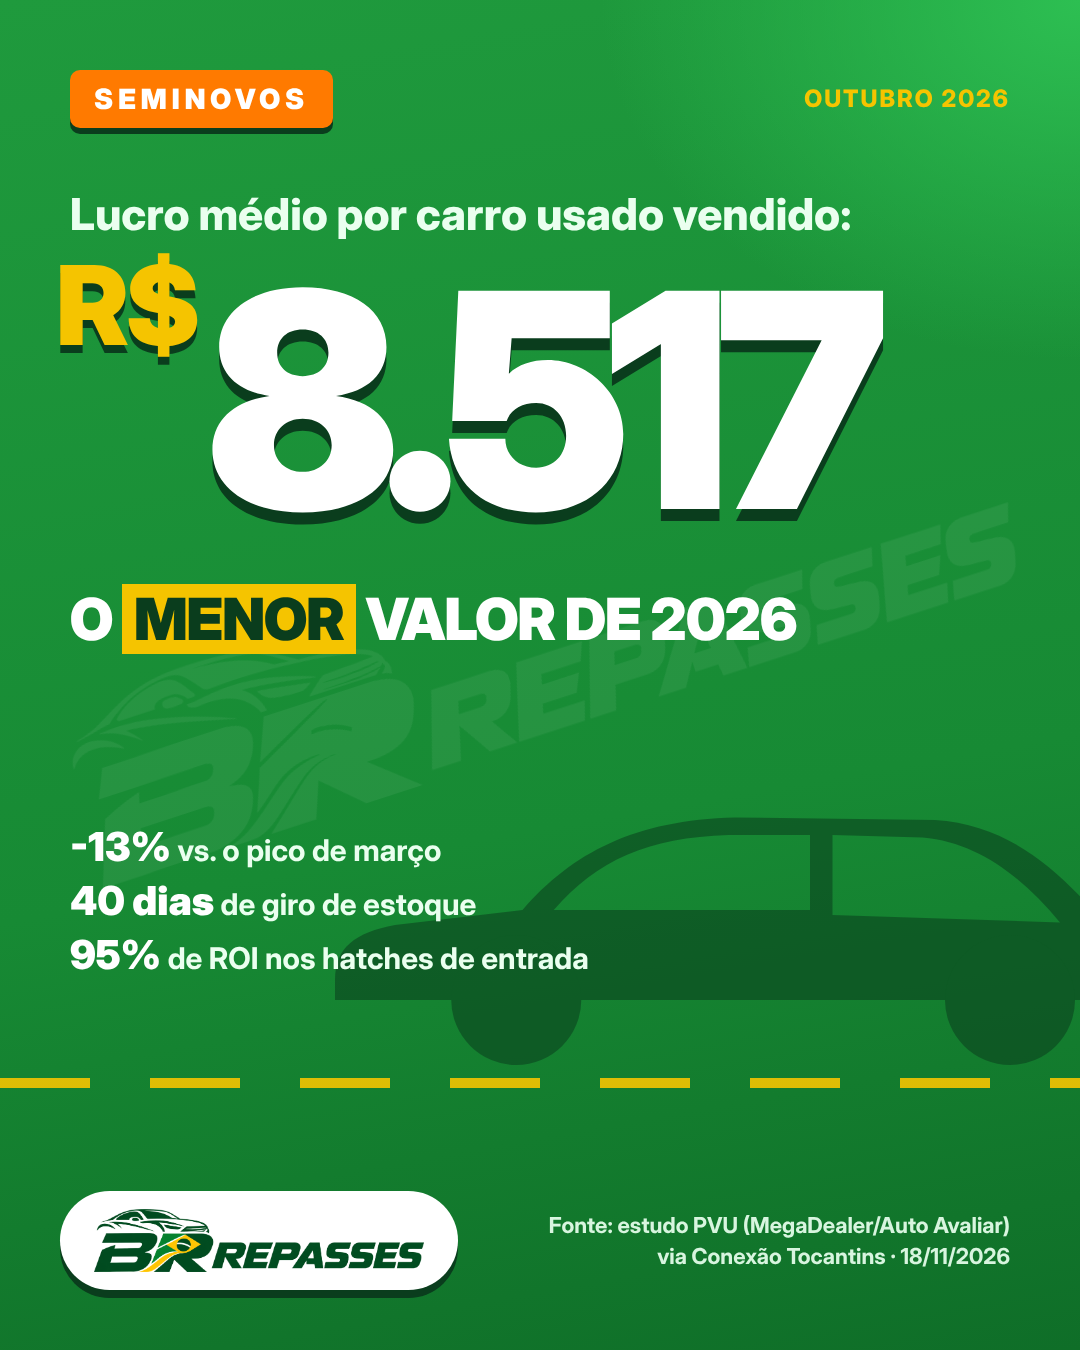 SEMINOVOS
OUTUBRO 2026
Lucro médio por carro usado vendido:
R$ 8.517
O MENOR VALOR DE 2026
BR REPASSES
-13% vs. o pico de março
40 dias de giro de estoque
95% de ROI nos hatches de entrada
BR REPASSES
Fonte: estudo PVU (MegaDealer/Auto Avaliar)
via Conexão Tocantins · 18/11/2026